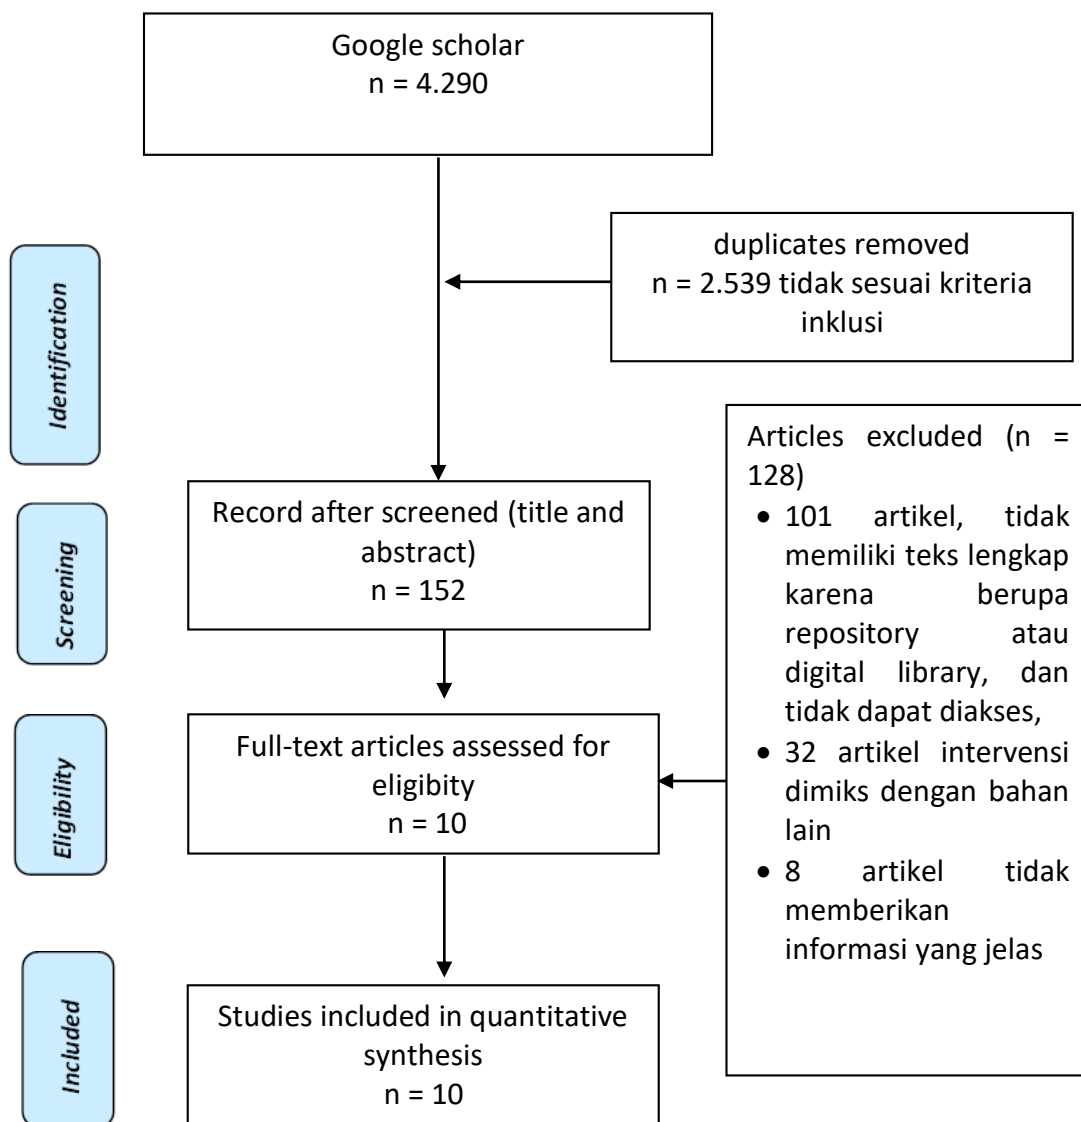 Google scholar
n = 4.290
duplicates removed
n = 2.539 tidak sesuai kriteria
inklusi
Identification
Articles excluded (n =
128)
• 101 artikel, tidak
memiliki teks lengkap
karena berupa
repository atau
digital library, dan
tidak dapat diakses,
• 32 artikel intervensi
dimiks dengan bahan
lain
• 8 artikel tidak
memberikan
informasi yang jelas
Screening
Record after screened (title and
abstract)
n = 152
Eligibility
Full-text articles assessed for
eligibity
n = 10
Included
Studies included in quantitative
synthesis
n = 10